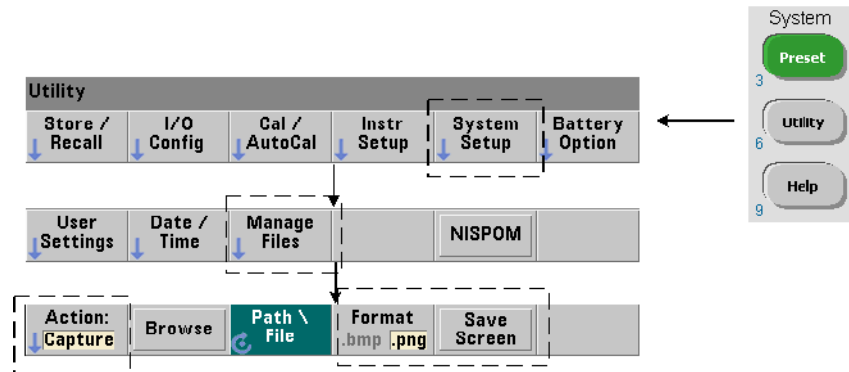 System
Preset
3
Utility
Store / Recall
I/O Config
Cal / AutoCal
Instr Setup
System Setup
Battery Option
Utility
6
Help
9
User Settings
Date / Time
Manage Files
NISPOM
Action: Capture
Browse
Path \ File
Format .bmp .png
Save Screen